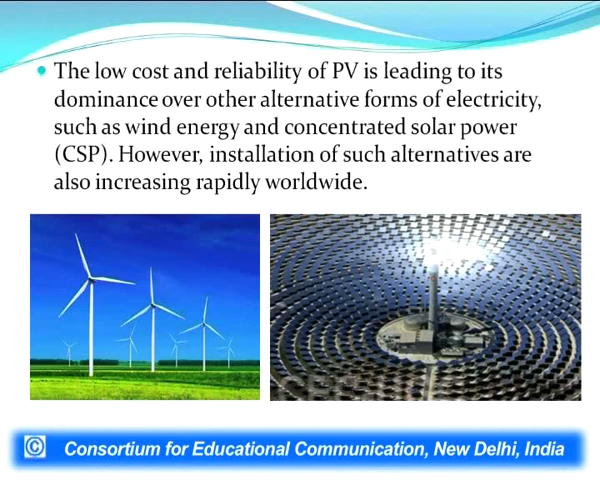 The low cost and reliability of PV is leading to its
dominance over other alternative forms of electricity,
such as wind energy and concentrated solar power
(CSP). However, installation of such alternatives are
also increasing rapidly worldwide.
© Consortium for Educational Communication, New Delhi, India